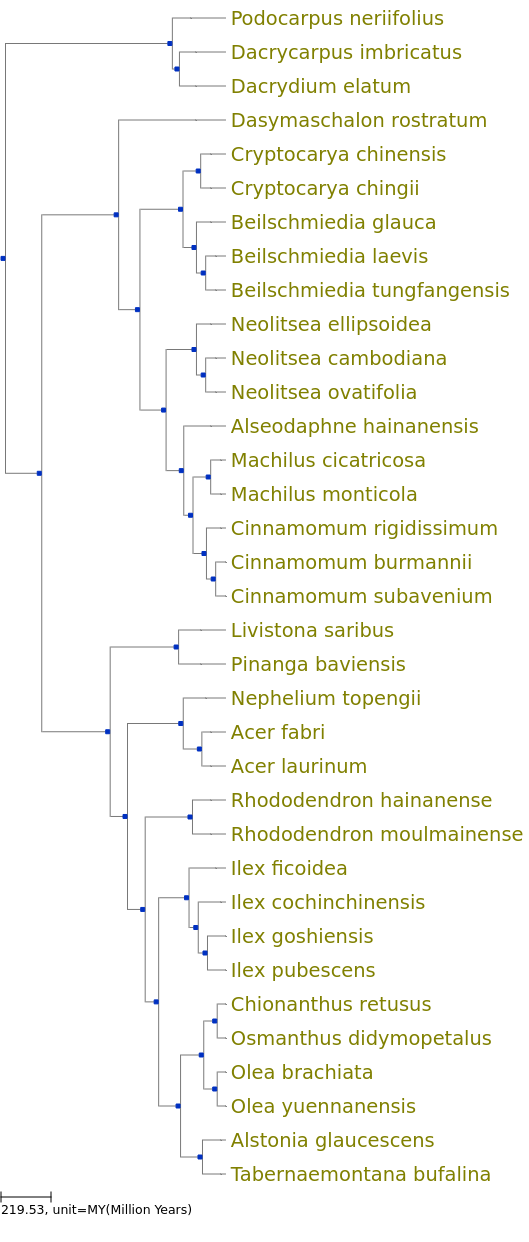 Podocarpus neriifolius
Dacrycarpus imbricatus
Dacrydium elatum
Dasymaschalon rostratum
Cryptocarya chinensis
Cryptocarya chingii
Beilschmiedia glauca
Beilschmiedia laevis
Beilschmiedia tungfangensis
Neolitsea ellipsoidea
Neolitsea cambodiana
Neolitsea ovatifolia
Alseodaphne hainanensis
Machilus cicatricosa
Machilus monticola
Cinnamomum rigidissimum
Cinnamomum burmannii
Cinnamomum subavenium
Livistona saribus
Pinanga baviensis
Nephelium topengii
Acer fabri
Acer laurinum
Rhododendron hainanense
Rhododendron moulmainense
Ilex ficoidea
Ilex cochinchinensis
Ilex goshiensis
Ilex pubescens
Chionanthus retusus
Osmanthus didymopetalus
Olea brachiata
Olea yuennanensis
Alstonia glaucescens
Tabernaemontana bufalina
219.53, unit=MY(Million Years)